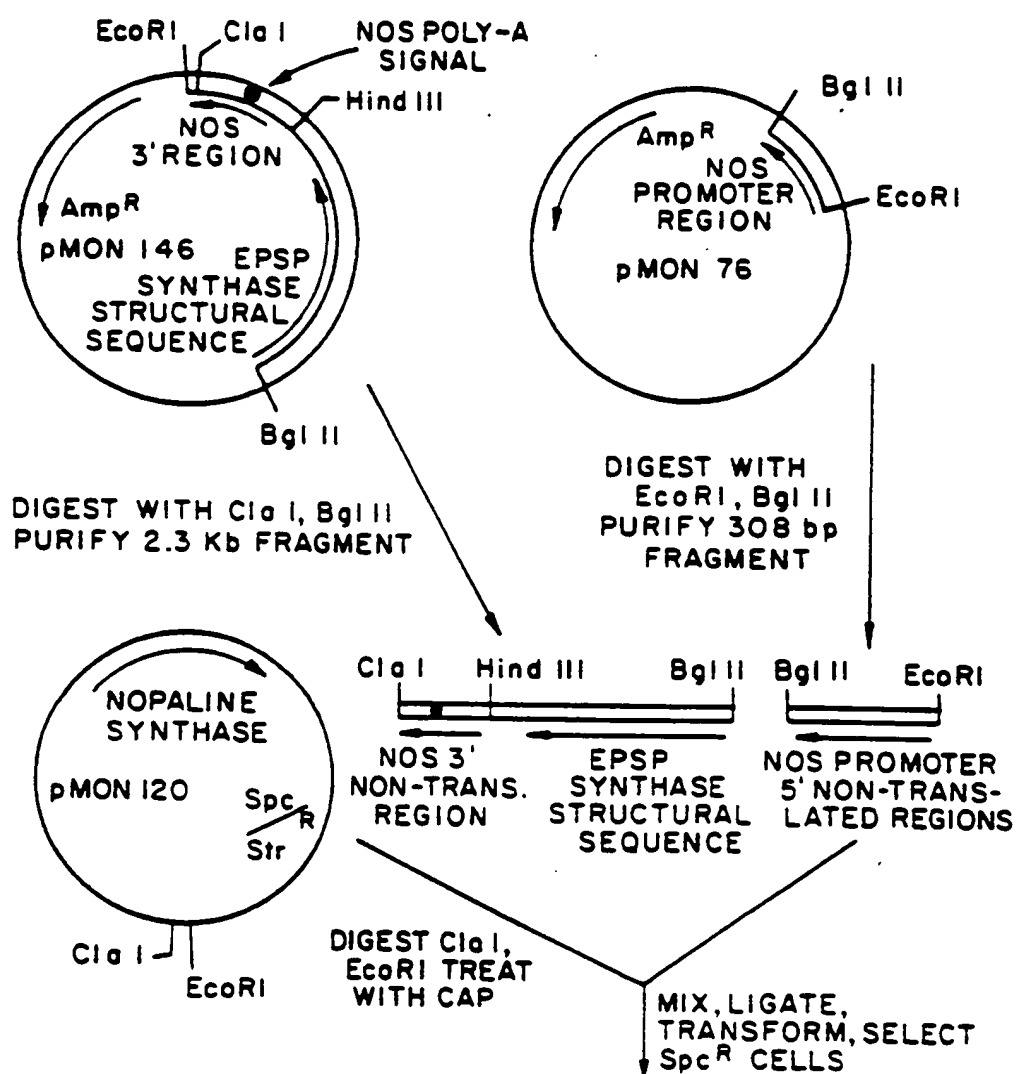 EcoRI
Cla I
NOS POLY-A
SIGNAL
Hind III
NOS
3' REGION
Amp R
pMON 146
EPSP
SYNTHASE
STRUCTURAL
SEQUENCE
Bgl II
Bgl II
Amp R
NOS
PROMOTER
REGION
EcoRI
pMON 76
DIGEST WITH Cla I, Bgl II
PURIFY 2.3 Kb FRAGMENT
DIGEST WITH
EcoRI, Bgl II
PURIFY 308 bp
FRAGMENT
NOPALINE
SYNTHASE
pMON 120
Spc
R
Str
Cla I
EcoRI
Cla I
Hind III
Bgl II
Bgl II
EcoRI
NOS 3'
NON-TRANS.
REGION
EPSP
SYNTHASE
STRUCTURAL
SEQUENCE
NOS PROMOTER
5' NON-TRANS-
LATED REGIONS
DIGEST Cla I,
EcoRI TREAT
WITH CAP
MIX, LIGATE,
TRANSFORM, SELECT
Spc R CELLS